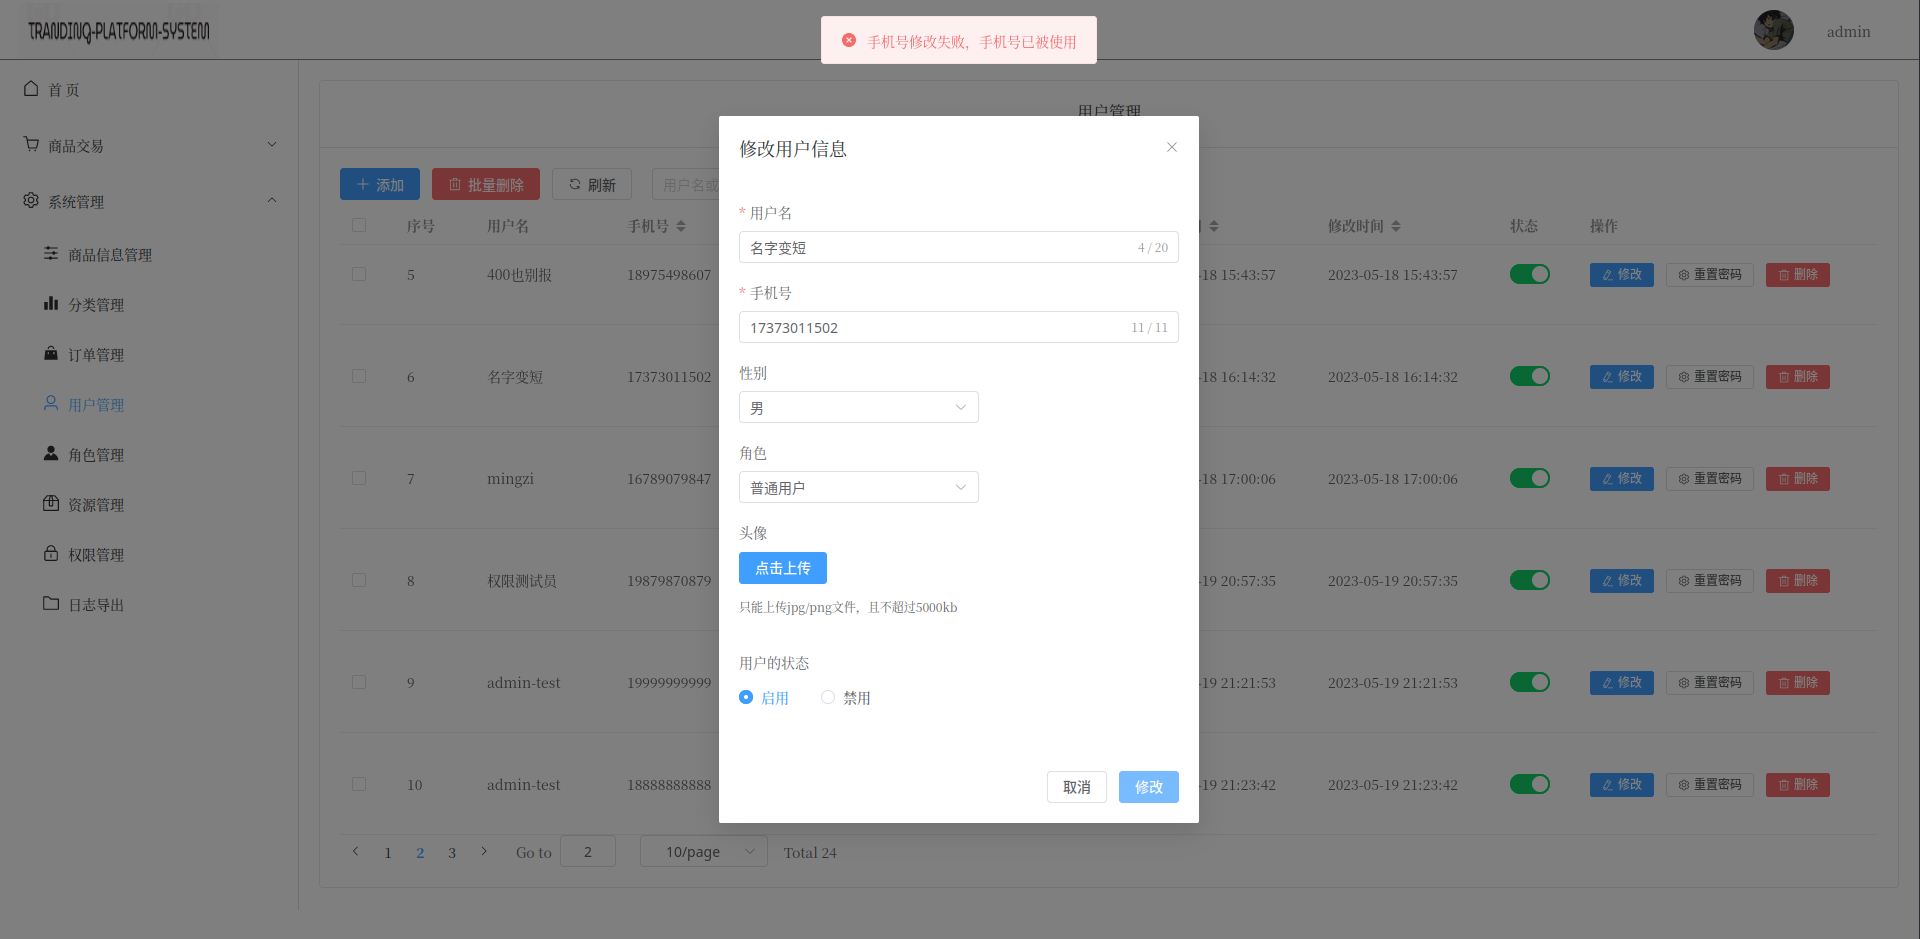 TRANDINQ-PLATFORM-SYSTEM
手机号修改失败，手机号已被使用
admin
首 页
商品交易
系统管理
商品信息管理
分类管理
订单管理
用户管理
角色管理
资源管理
权限管理
日志导出
用户管理
添加 批量删除 刷新 用户名或
序号 用户名 手机号 修改时间 状态 操作
5 400也别报 18975498607 -18 15:43:57 2023-05-18 15:43:57 修改 重置密码 删除
6 名字变短 17373011502 -18 16:14:32 2023-05-18 16:14:32 修改 重置密码 删除
7 mingzi 16789079847 -18 17:00:06 2023-05-18 17:00:06 修改 重置密码 删除
8 权限测试员 19879870879 -19 20:57:35 2023-05-19 20:57:35 修改 重置密码 删除
9 admin-test 19999999999 -19 21:21:53 2023-05-19 21:21:53 修改 重置密码 删除
10 admin-test 18888888888 -19 21:23:42 2023-05-19 21:23:42 修改 重置密码 删除
1 2 3 Go to 2 10/page Total 24
修改用户信息
* 用户名
名字变短 4 / 20
* 手机号
17373011502 11 / 11
性别
男
角色
普通用户
头像
点击上传
只能上传jpg/png文件，且不超过5000kb
用户的状态
启用 禁用
取消 修改